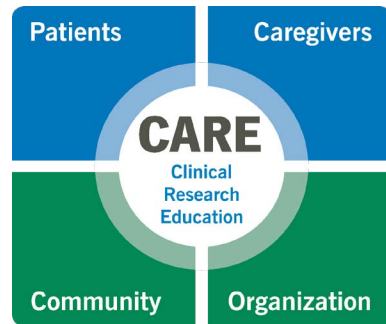 Patients
Caregivers
CARE
Clinical
Research
Education
Community
Organization